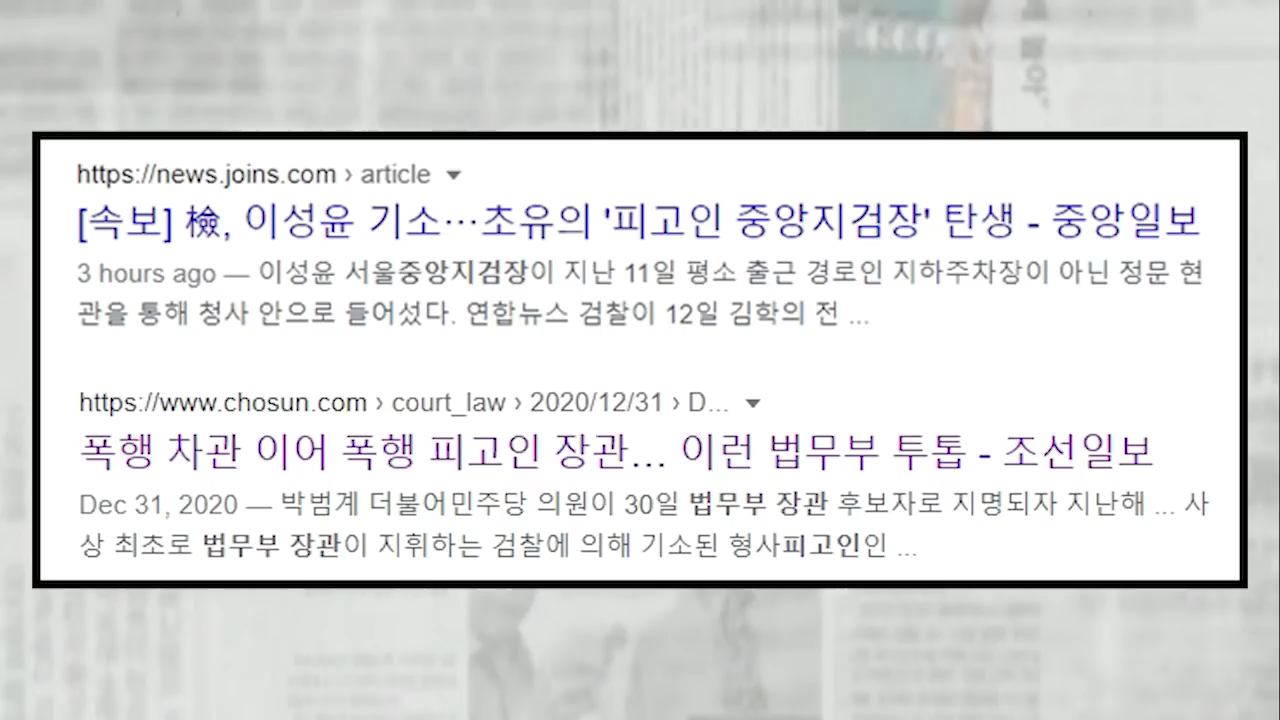 https://news.joins.com › article
[속보] 檢, 이성윤 기소…초유의 '피고인 중앙지검장' 탄생 - 중앙일보
3 hours ago — 이성윤 서울중앙지검장이 지난 11일 평소 출근 경로인 지하주차장이 아닌 정문 현
관을 통해 청사 안으로 들어섰다. 연합뉴스 검찰이 12일 김학의 전 ...
https://www.chosun.com › court_law › 2020/12/31 › D...
폭행 차관 이어 폭행 피고인 장관... 이런 법무부 투톱 - 조선일보
Dec 31, 2020 — 박범계 더불어민주당 의원이 30일 법무부 장관 후보자로 지명되자 지난해 ... 사
상 최초로 법무부 장관이 지휘하는 검찰에 의해 기소된 형사피고인인 ...